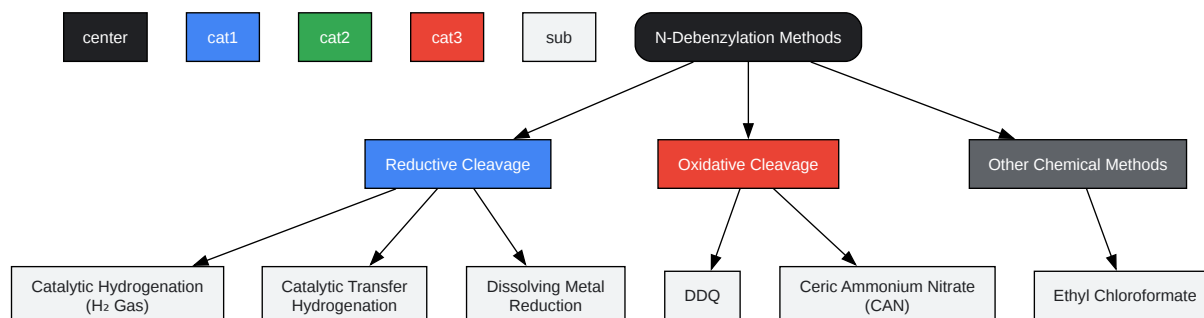 center
cat1
cat2
cat3
sub
N-Debenzylation Methods
Reductive Cleavage
Oxidative Cleavage
Other Chemical Methods
Catalytic Hydrogenation
(H₂ Gas)
Catalytic Transfer
Hydrogenation
Dissolving Metal
Reduction
DDQ
Ceric Ammonium Nitrate
(CAN)
Ethyl Chloroformate